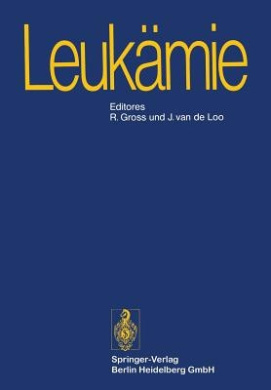 Leukämie
Editores
R. Gross und J. van de Loo
Springer-Verlag
Berlin Heidelberg GmbH